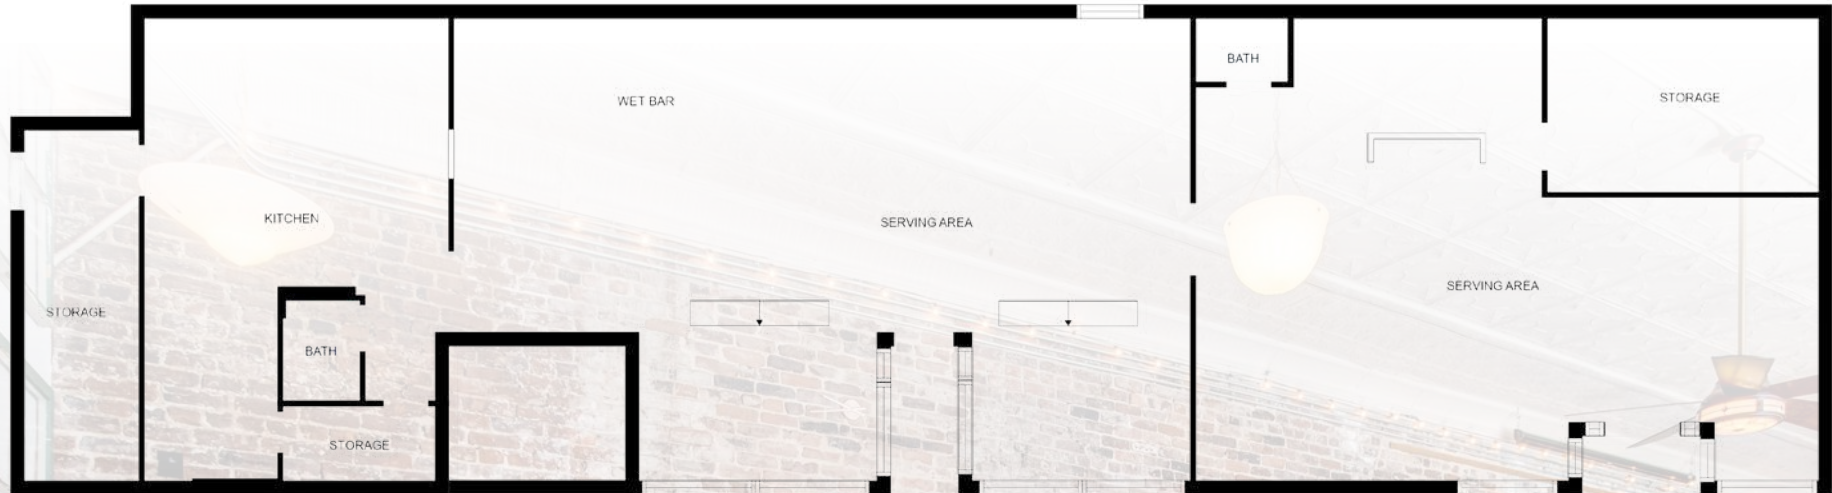 BATH
STORAGE
WET BAR
KITCHEN
SERVING AREA
SERVING AREA
STORAGE
BATH
STORAGE